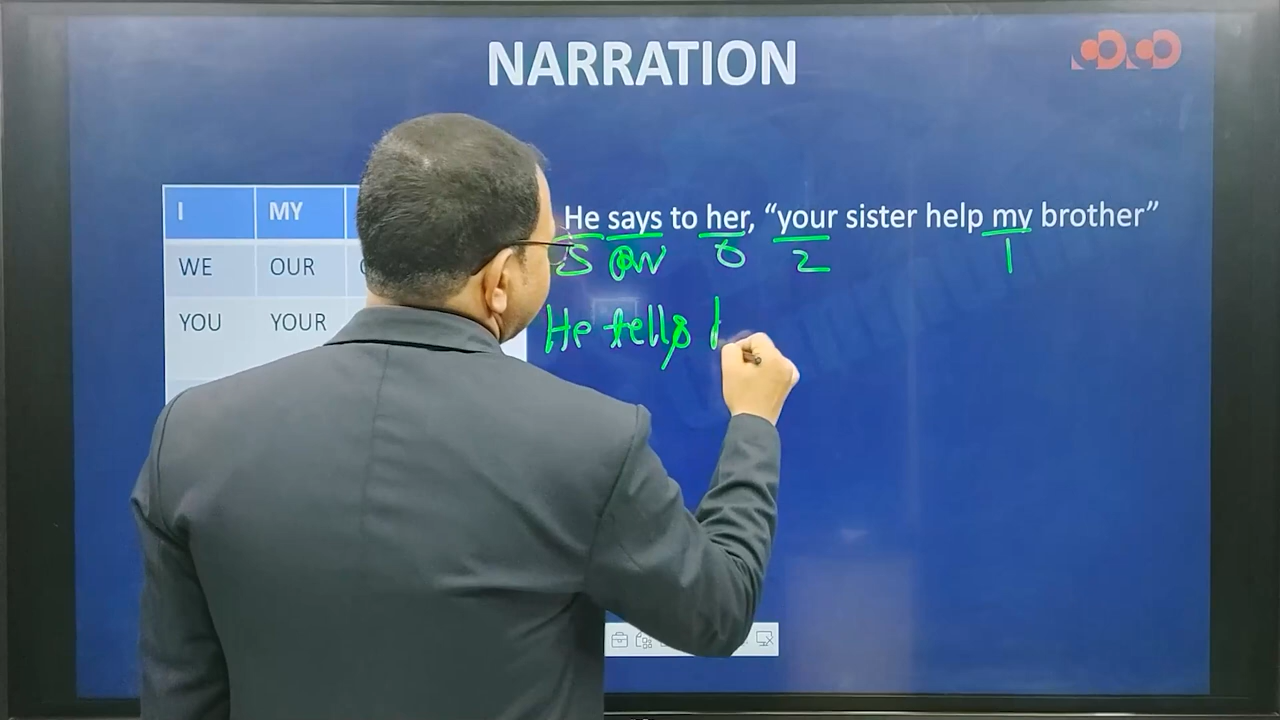 NARRATION
I MY
WE OUR
YOU YOUR
He says to her, “your sister help my brother”
S RV O 2 1
He tells